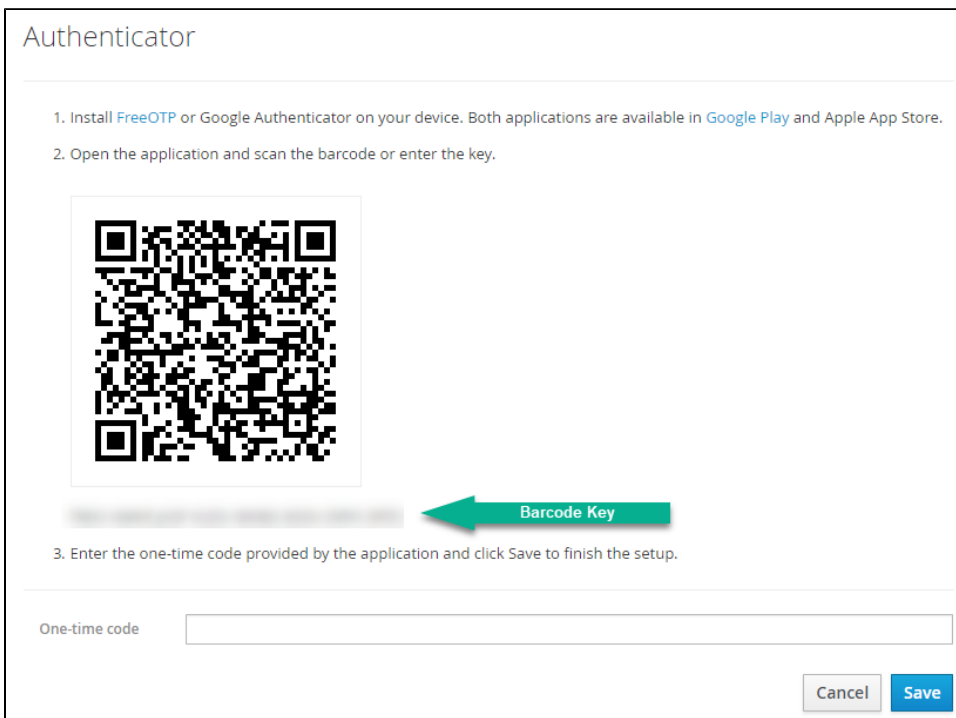 Authenticator
1. Install FreeOTP or Google Authenticator on your device. Both applications are available in Google Play and Apple App Store.
2. Open the application and scan the barcode or enter the key.
Barcode Key
3. Enter the one-time code provided by the application and click Save to finish the setup.
One-time code
Cancel
Save